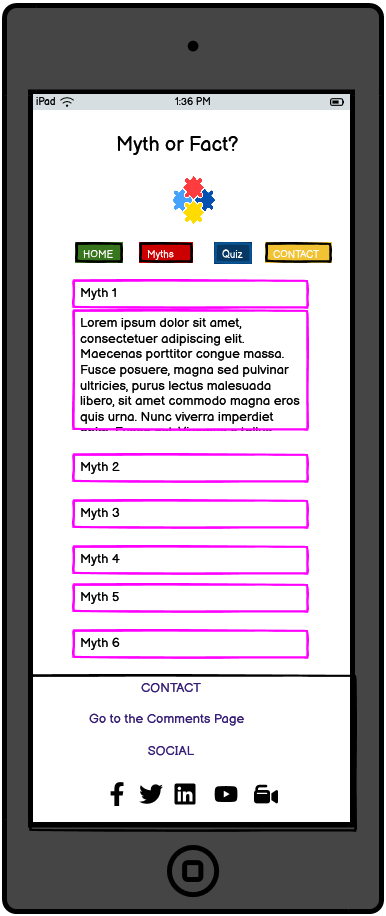 iPad 1:36 PM
Myth or Fact?
HOME Myths Quiz CONTACT
Myth 1
Lorem ipsum dolor sit amet,
consectetuer adipiscing elit.
Maecenas porttitor congue massa.
Fusce posuere, magna sed pulvinar
ultricies, purus lectus malesuada
libero, sit amet commodo magna eros
quis urna. Nunc viverra imperdiet
Myth 2
Myth 3
Myth 4
Myth 5
Myth 6
CONTACT
Go to the Comments Page
SOCIAL